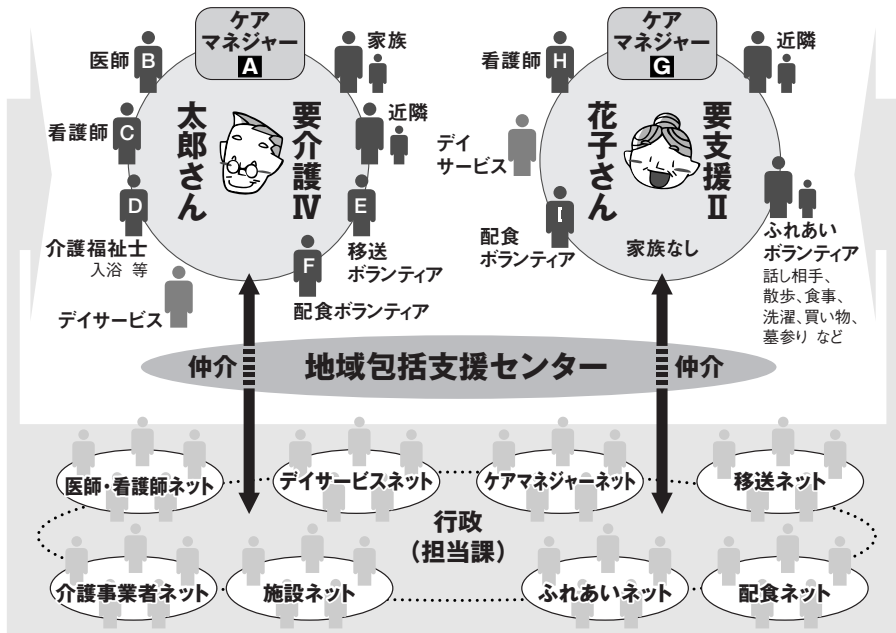 ケア
マネジャー
A
医師 B
家族
看護師 C
近隣
太郎さん
要介護Ⅳ
D
介護福祉士
入浴 等
E
移送
ボランティア
F
配食ボランティア
デイサービス
ケア
マネジャー
G
看護師 H
近隣
デイ
サービス
花子さん
要支援Ⅱ
I
配食
ボランティア
家族なし
ふれあい
ボランティア
話し相手、
散歩、食事、
洗濯、買い物、
墓参り など
仲介
地域包括支援センター
仲介
医師・看護師ネット
デイサービスネット
ケアマネジャーネット
移送ネット
行政
(担当課)
介護事業者ネット
施設ネット
ふれあいネット
配食ネット